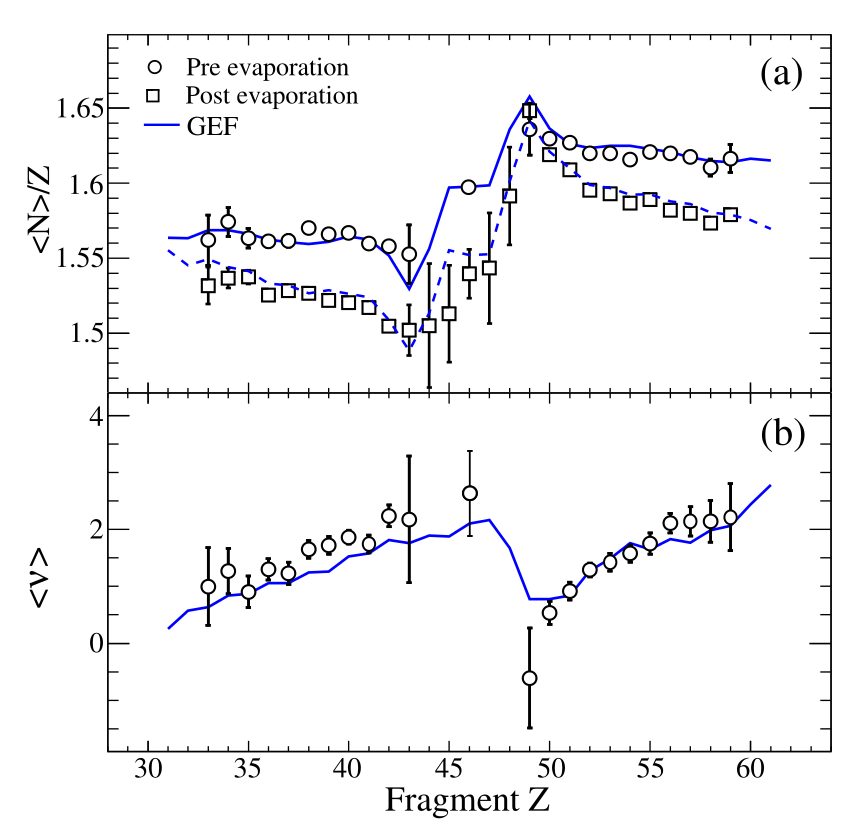 (a)
Pre evaporation
Post evaporation
GEF
1.65
1.6
1.55
1.5
<N>/Z
(b)
4
2
0
<ν>
30 40 45 50 55 60
Fragment Z